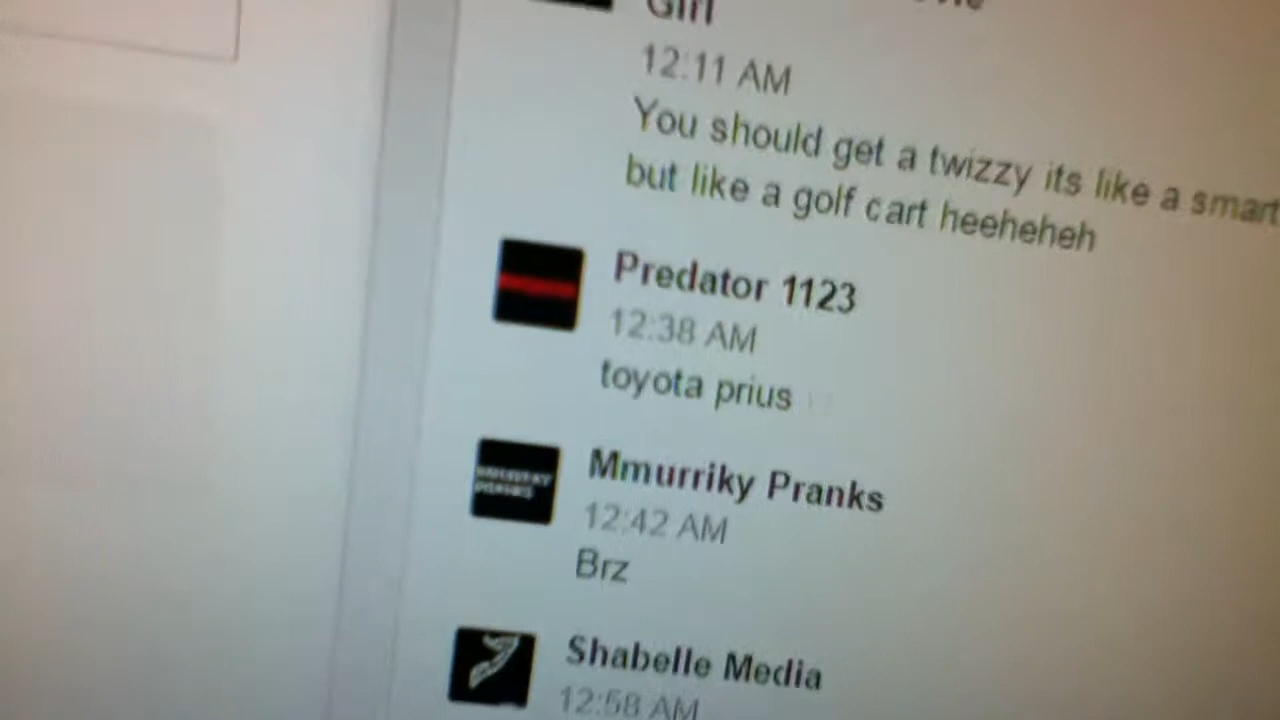 Girl
12:11 AM
You should get a twizzy its like a smart
but like a golf cart heeheheh
Predator 1123
12:38 AM
toyota prius
Mmurriky Pranks
12:42 AM
Brz
Shabelle Media
12:58 AM